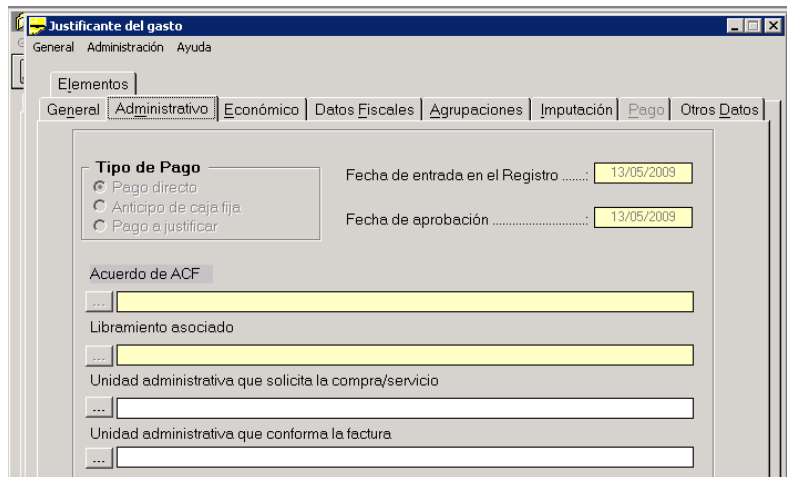 Justificante del gasto
General Administración Ayuda
Elementos
General Administrativo Económico Datos Fiscales Agrupaciones Imputación Pago Otros Datos
Tipo de Pago
Pago directo
Anticipo de caja fija
Pago a justificar
Fecha de entrada en el Registro ......: 13/05/2009
Fecha de aprobación ............................: 13/05/2009
Acuerdo de ACF
...
Libramiento asociado
...
Unidad administrativa que solicita la compra/servicio
...
Unidad administrativa que conforma la factura
...